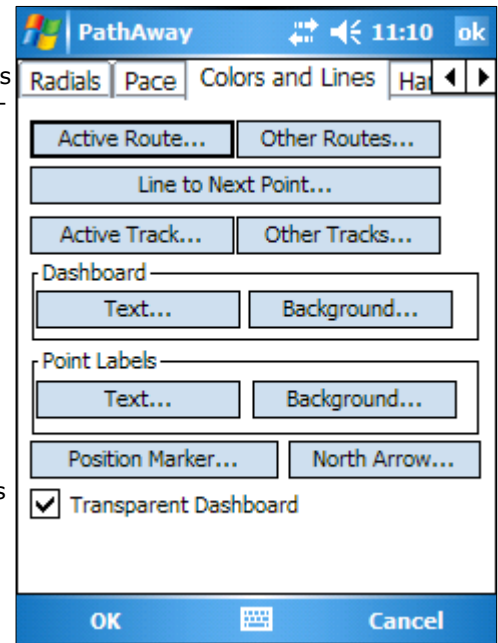 PathAway 11:10 ok
Radials Pace Colors and Lines
Active Route... Other Routes...
Line to Next Point...
Active Track... Other Tracks...
Dashboard
Text... Background...
Point Labels
Text... Background...
Position Marker... North Arrow...
Transparent Dashboard
OK Cancel